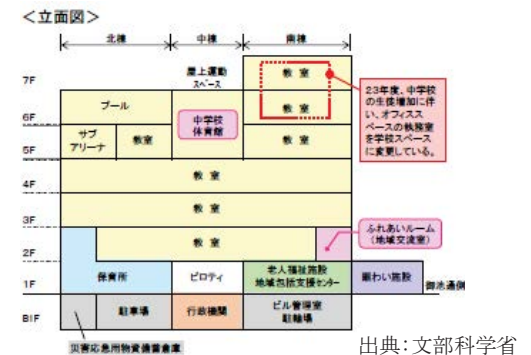 ＜立面図＞
北棟
中棟
南棟
7F
屋上運動
スペース
教室
23年度、中学校
の生徒増加に伴
い、オフィスス
ペースの執務室
を学校スペース
に変更している。
6F
プール
中学校
体育館
教室
5F
サブ
アリーナ
教室
教室
4F
教室
3F
教室
2F
教室
ふれあいルーム
（地域交流室）
1F
保育所
ピロティ
老人福祉施設
地域包括支援センター
賑わい施設
御池通側
B1F
駐車場
行政機関
ビル管理室
駐輪場
災害応急用物資備蓄倉庫
出典：文部科学省